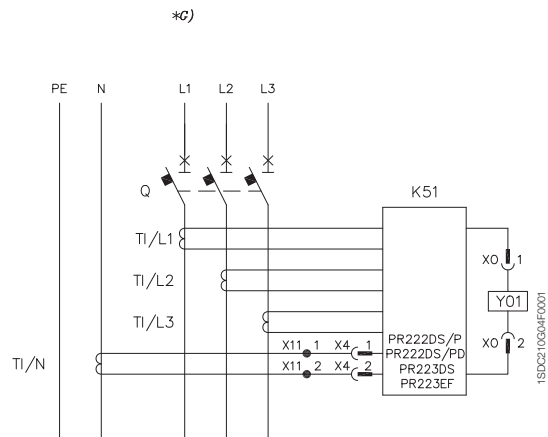 *G)
PE N L1 L2 L3
Q
K51
TI/L1
X0 1
TI/L2
Y01
TI/L3
X0 2
PR222DS/P
X11 1 X4 1
PR222DS/PD
TI/N
X11 2 X4 2
PR223DS
PR223EF
1SDC210G04F0001